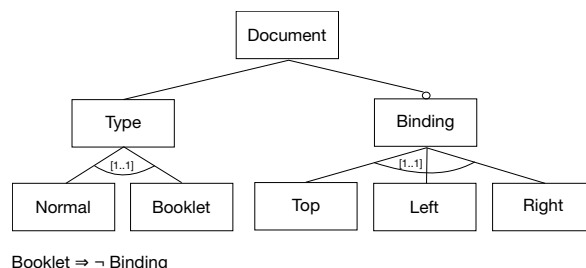 Document
Type
Binding
[1..1]
[1..1]
Normal
Booklet
Top
Left
Right
Booklet ⇒ ¬ Binding